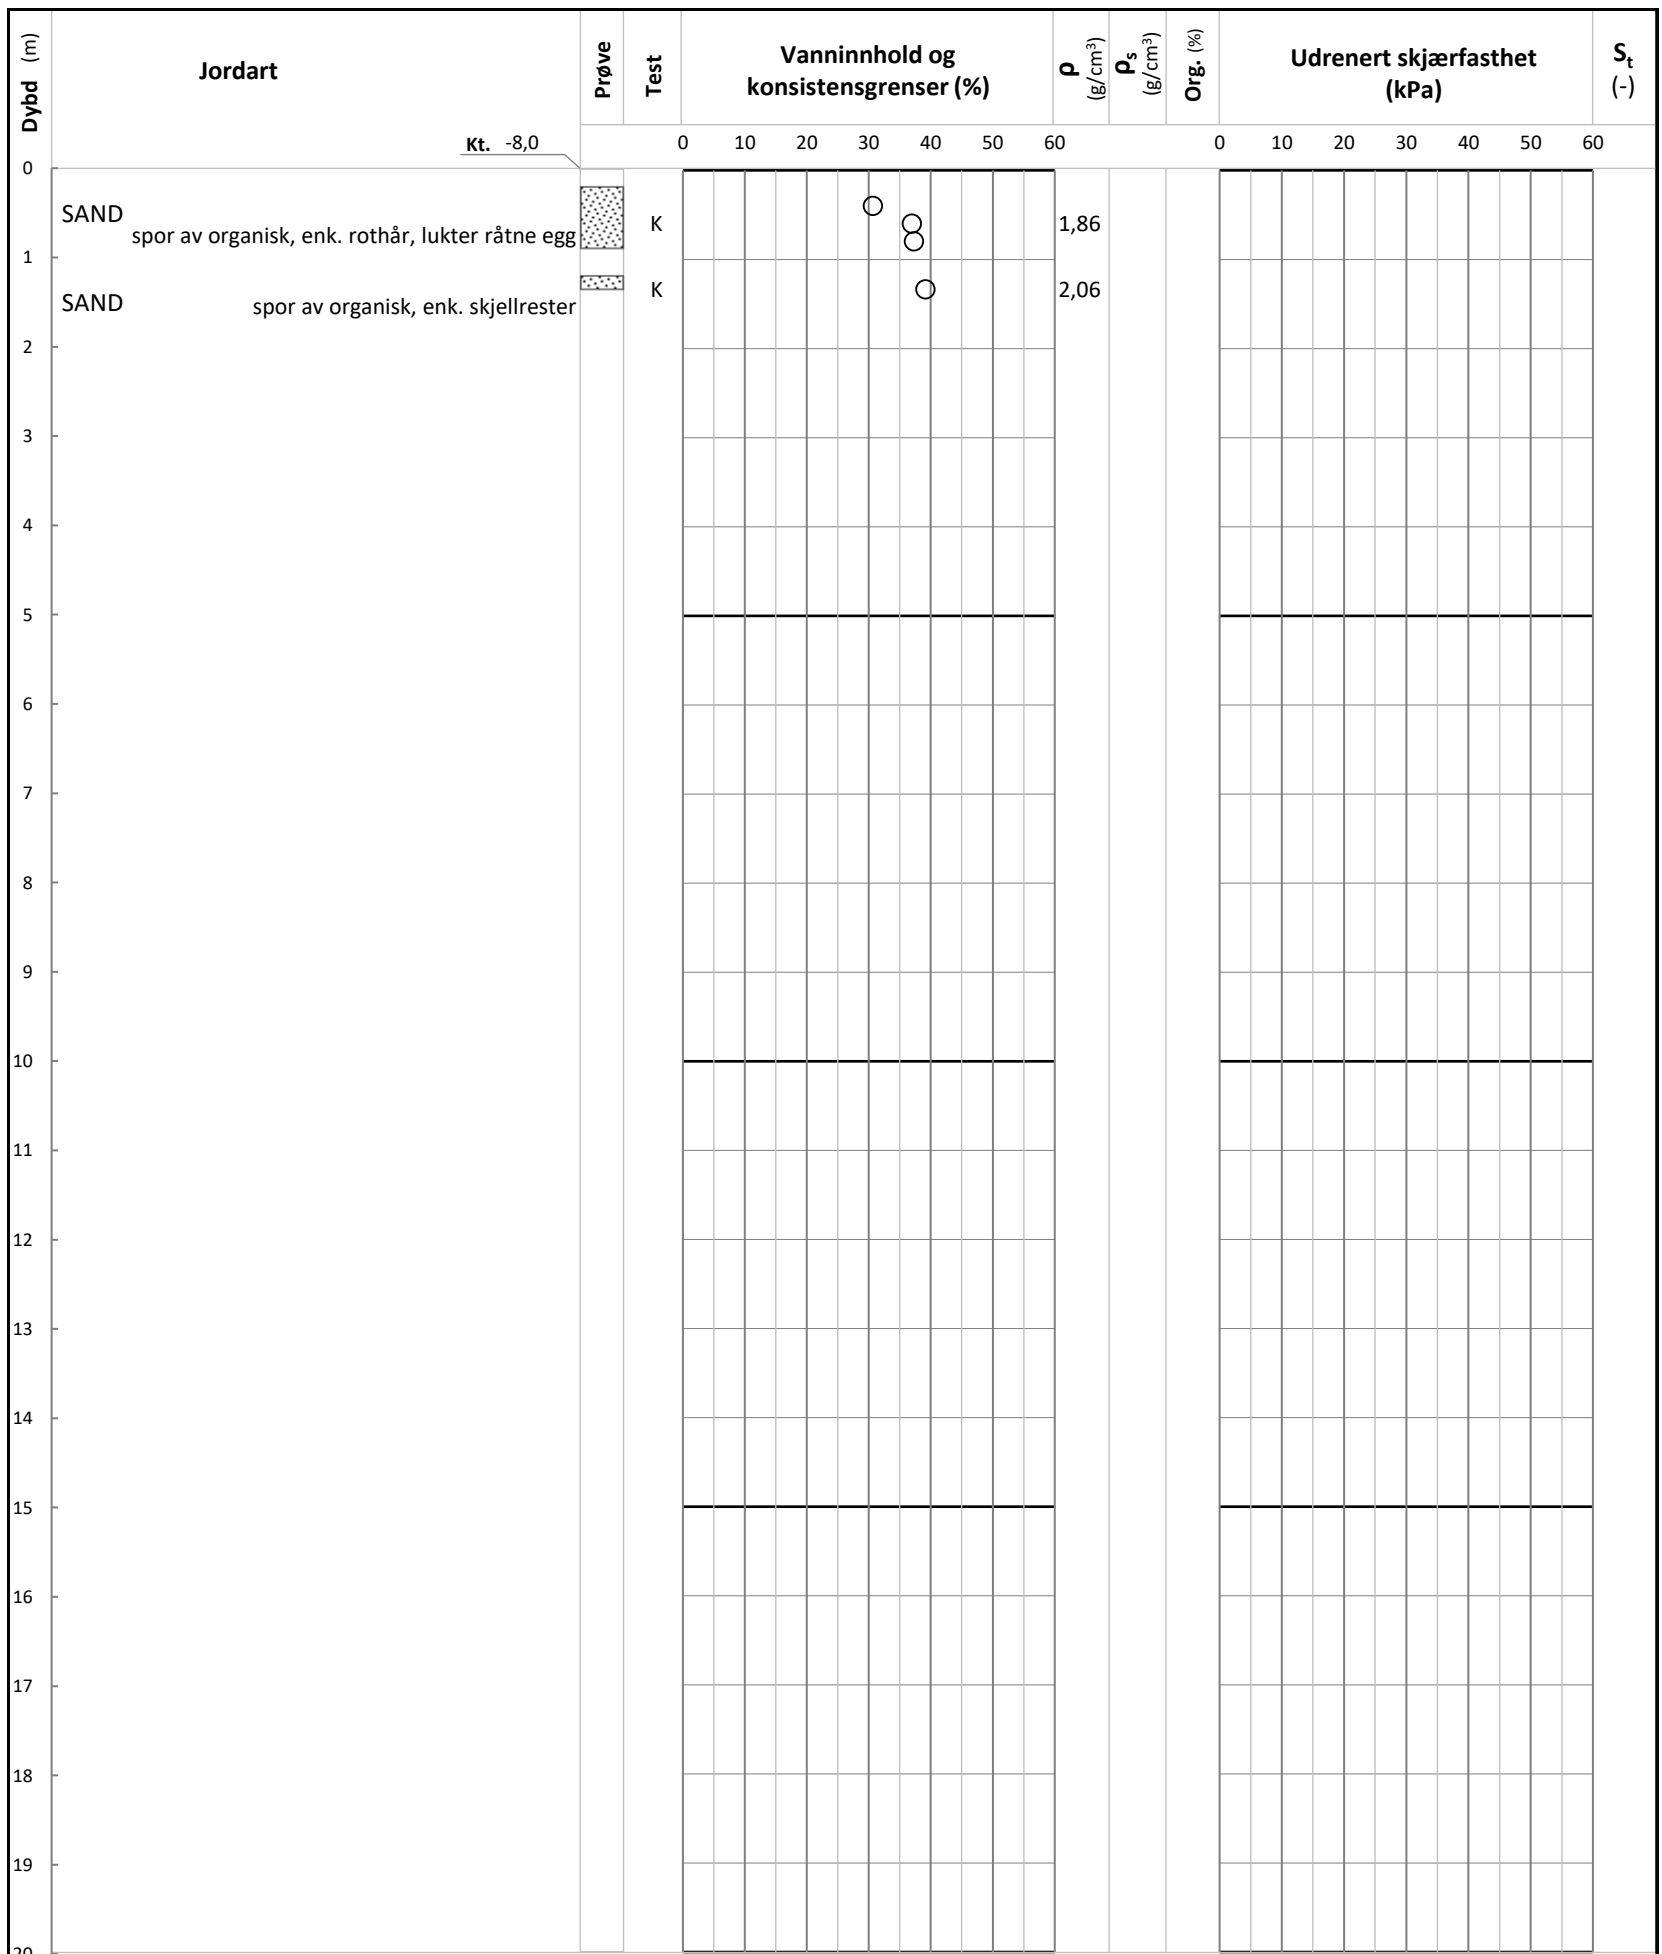 Dybd (m)
Jordart
Prøve
Test
Vanninnhold og
konsistensgrenser (%)
ρ
(g/cm³)
ρs
(g/cm³)
Org. (%)
Udrenert skjærfasthet
(kPa)
St
(-)
Kt. -8,0
0 10 20 30 40 50 60
0 10 20 30 40 50 60
0
SAND
spor av organisk, enk. rothår, lukter råtne egg
K
1,86
1
SAND
spor av organisk, enk. skjellrester
K
2,06
2
3
4
5
6
7
8
9
10
11
12
13
14
15
16
17
18
19
20